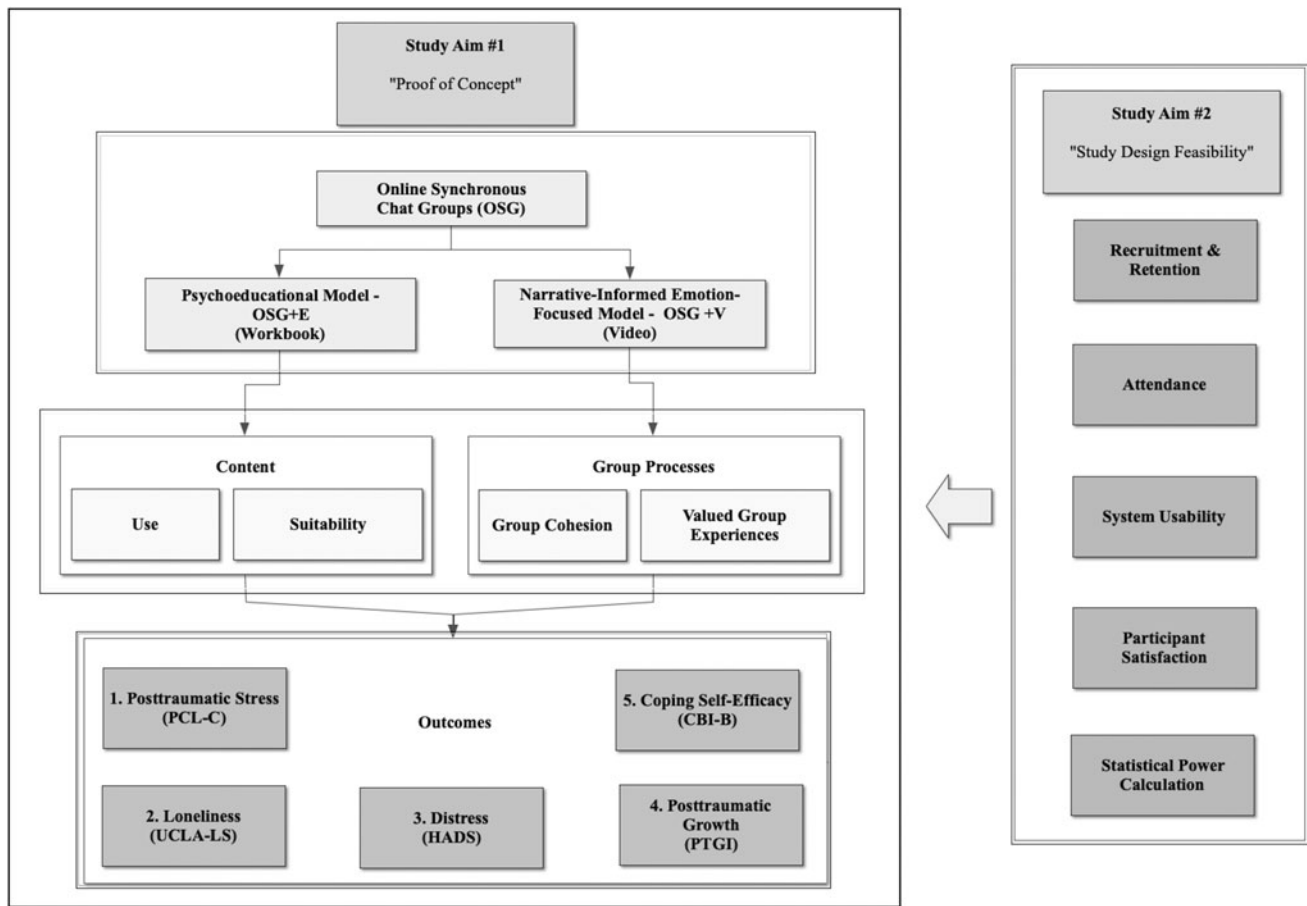 Study Aim #1
"Proof of Concept"
Online Synchronous
Chat Groups (OSG)
Psychoeducational Model -
OSG+E
(Workbook)
Narrative-Informed Emotion-
Focused Model -  OSG +V
(Video)
Content
Use
Suitability
Group Processes
Group Cohesion
Valued Group
Experiences
1. Posttraumatic Stress
(PCL-C)
Outcomes
5. Coping Self-Efficacy
(CBI-B)
2. Loneliness
(UCLA-LS)
3. Distress
(HADS)
4. Posttraumatic
Growth
(PTGI)
Study Aim #2
"Study Design Feasibility"
Recruitment &
Retention
Attendance
System Usability
Participant
Satisfaction
Statistical Power
Calculation